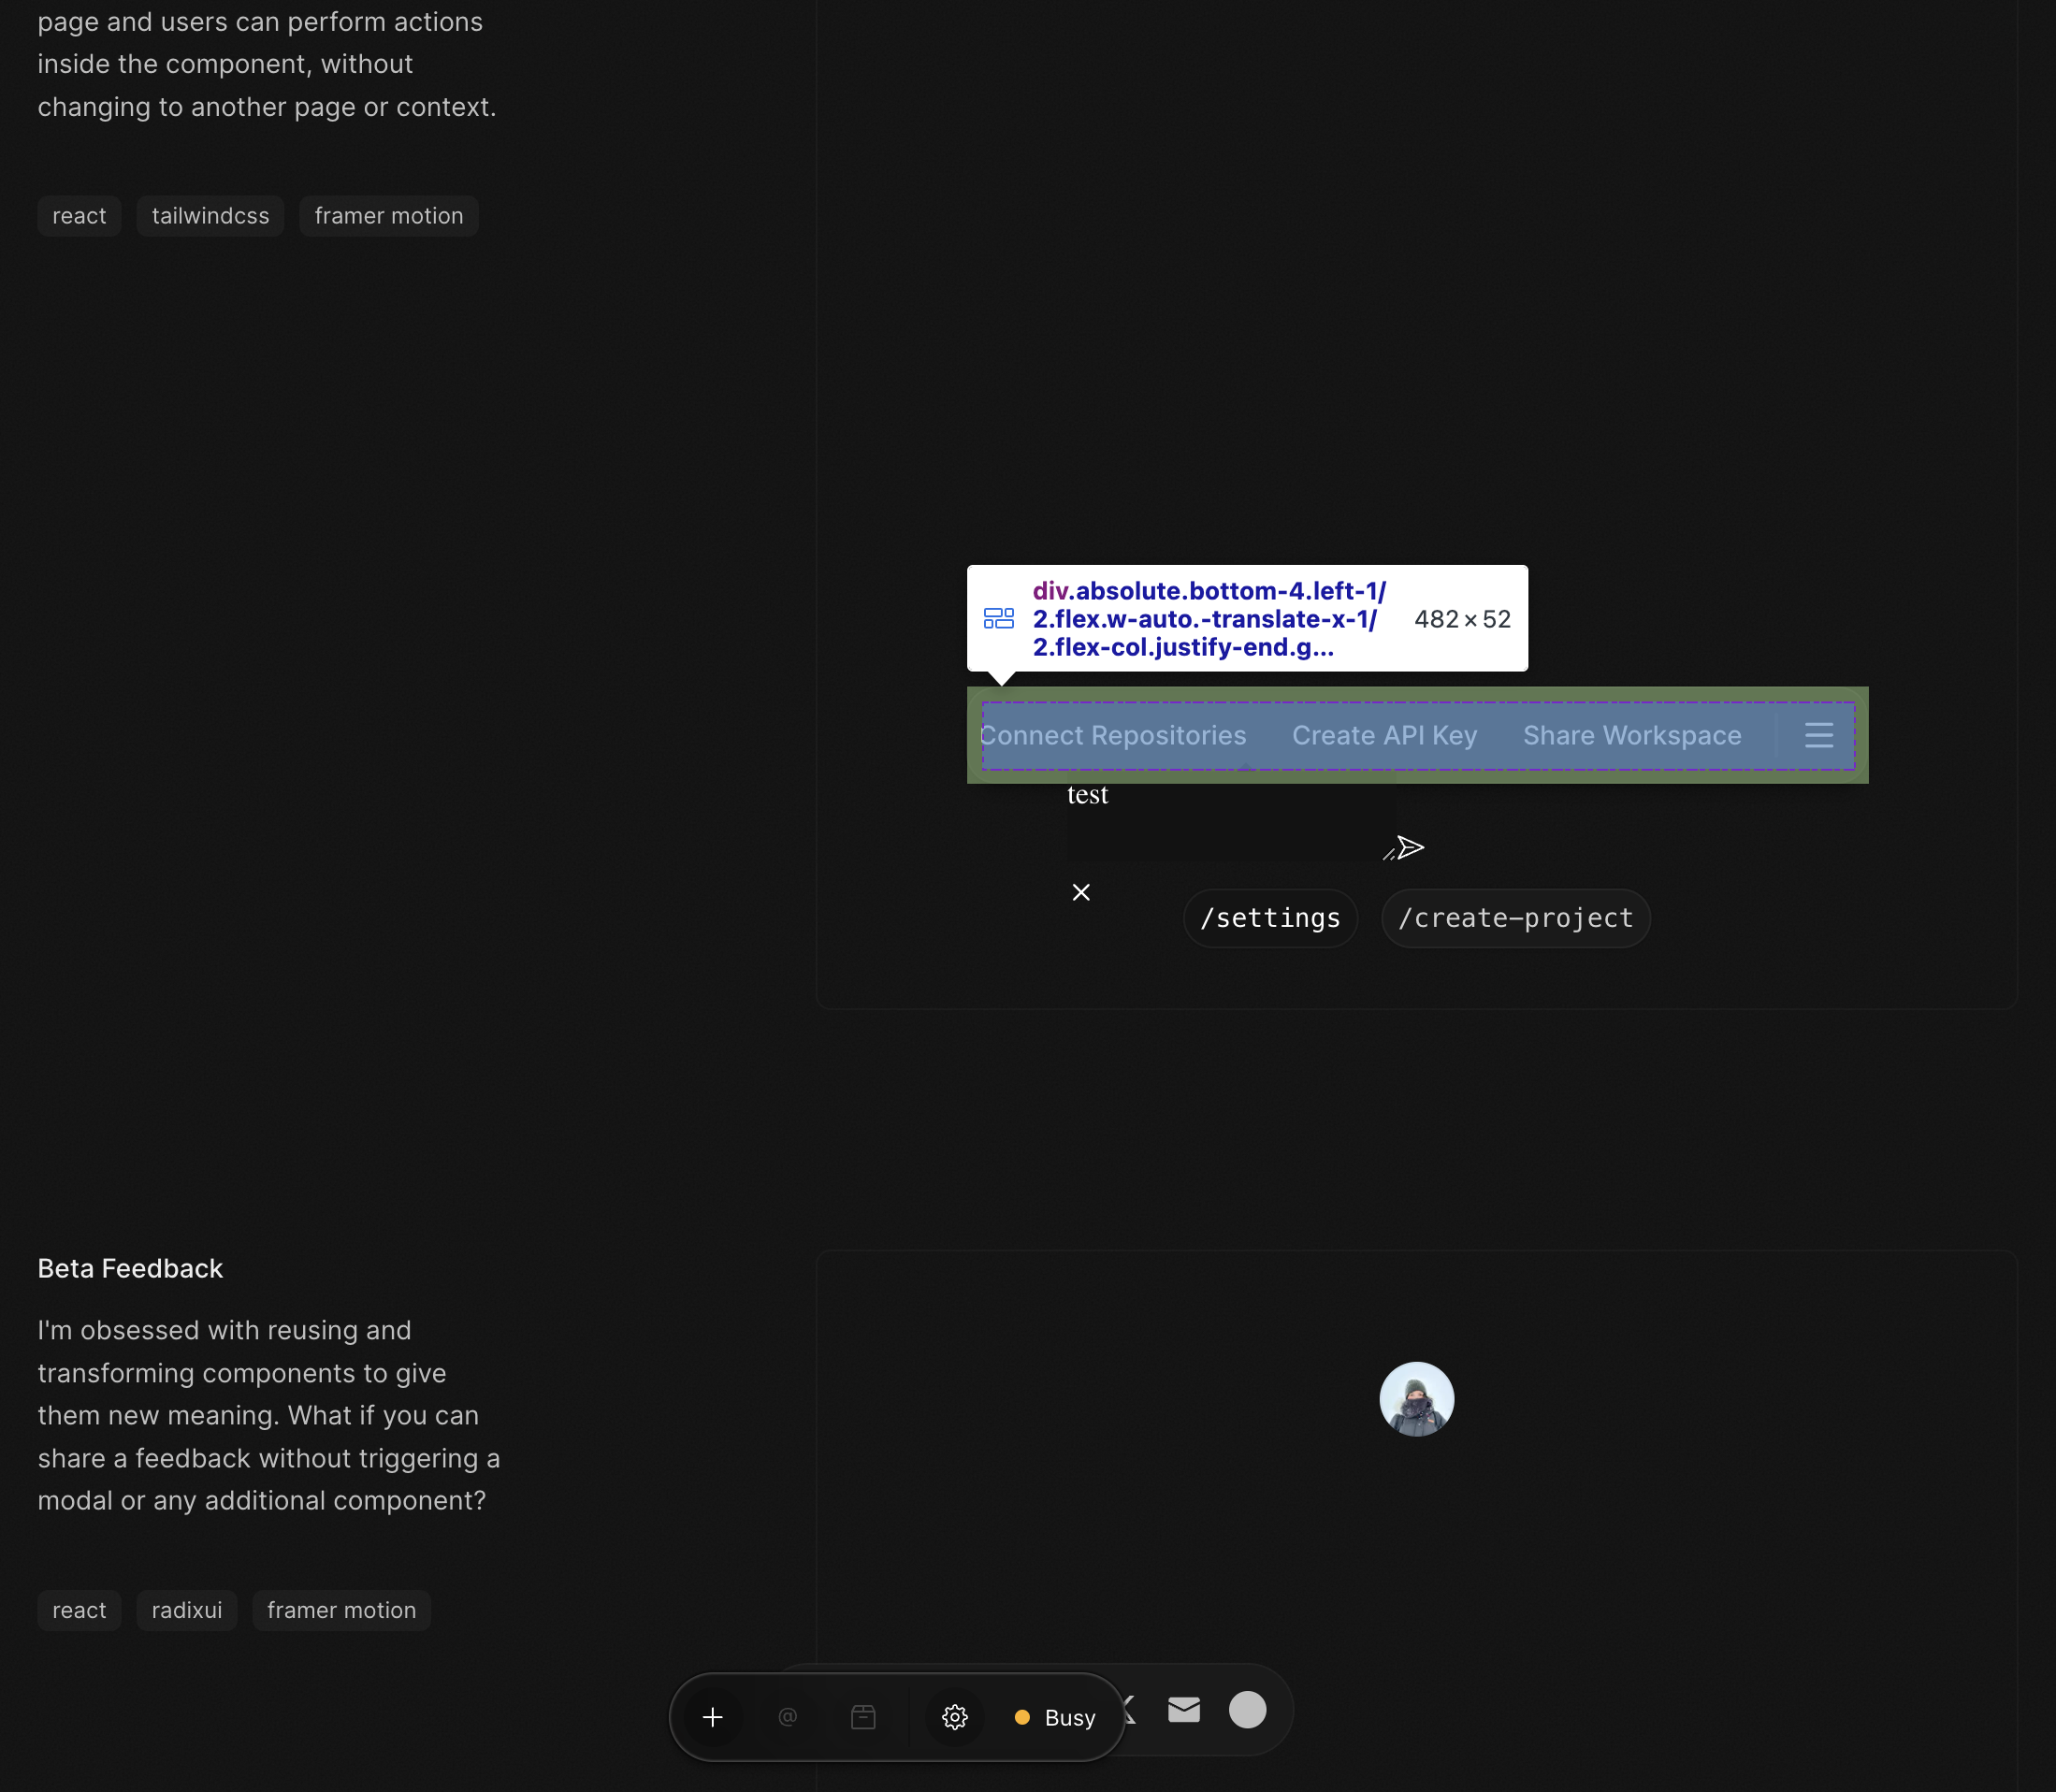 page and users can perform actions
inside the component, without
changing to another page or context.
react
tailwindcss
framer motion
div.absolute.bottom-4.left-1/
2.flex.w-auto.-translate-x-1/
2.flex-col.justify-end.g...
482×52
Connect Repositories
Create API Key
Share Workspace
test
/settings
/create-project
Beta Feedback
I'm obsessed with reusing and
transforming components to give
them new meaning. What if you can
share a feedback without triggering a
modal or any additional component?
react
radixui
framer motion
@
Busy